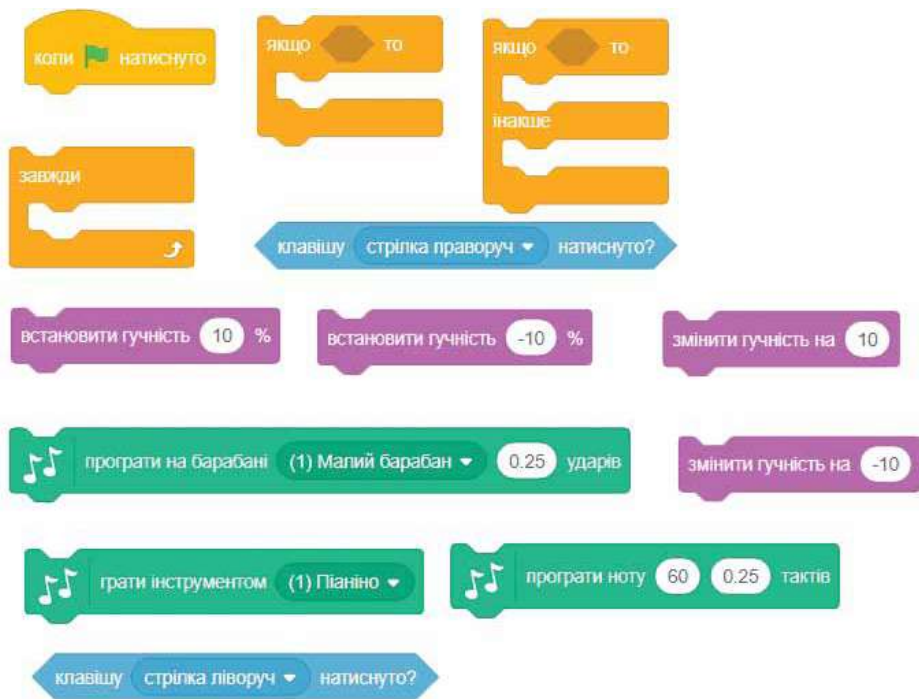 коли натиснуто
якщо то
якщо то
інакше
завжди
клавішу стрілка праворуч натиснуто?
встановити гучність 10 %
встановити гучність -10 %
змінити гучність на 10
програти на барабані (1) Малий барабан 0.25 ударів
змінити гучність на -10
грати інструментом (1) Піаніно
програти ноту 60 0.25 тактів
клавішу стрілка ліворуч натиснуто?